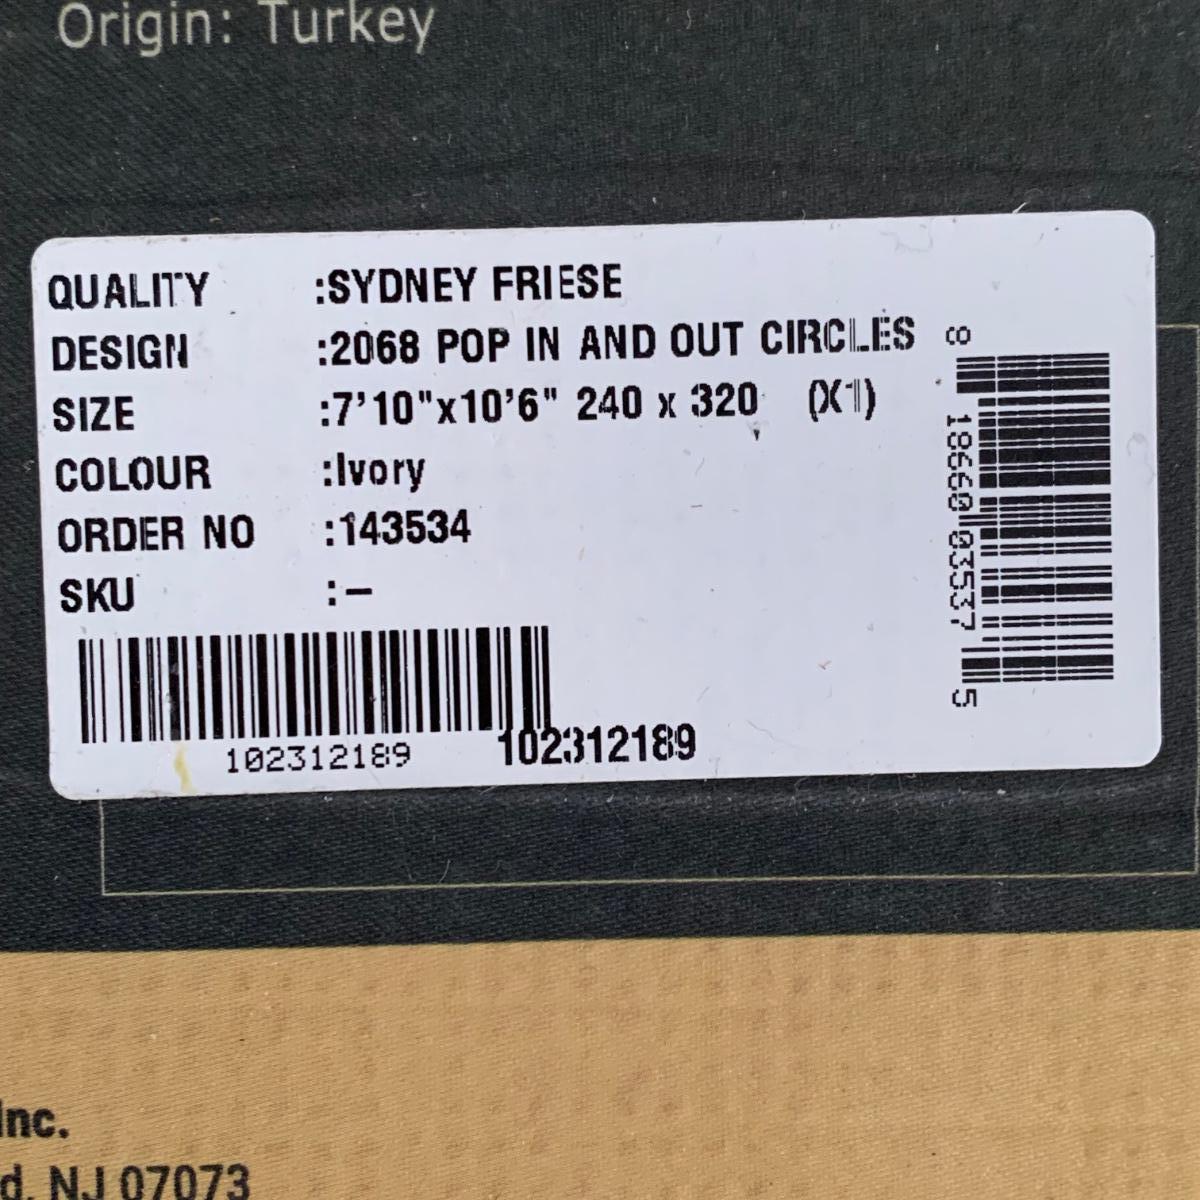 Origin: Turkey
QUALITY :SYDNEY FRIESE
DESIGN :2068 POP IN AND OUT CIRCLES
SIZE :7'10"x10'6" 240 x 320 (X1)
COLOUR :Ivory
ORDER NO :143534
SKU :-
102312189 102312189
8 18660 03537 5
Inc.
NJ 07073